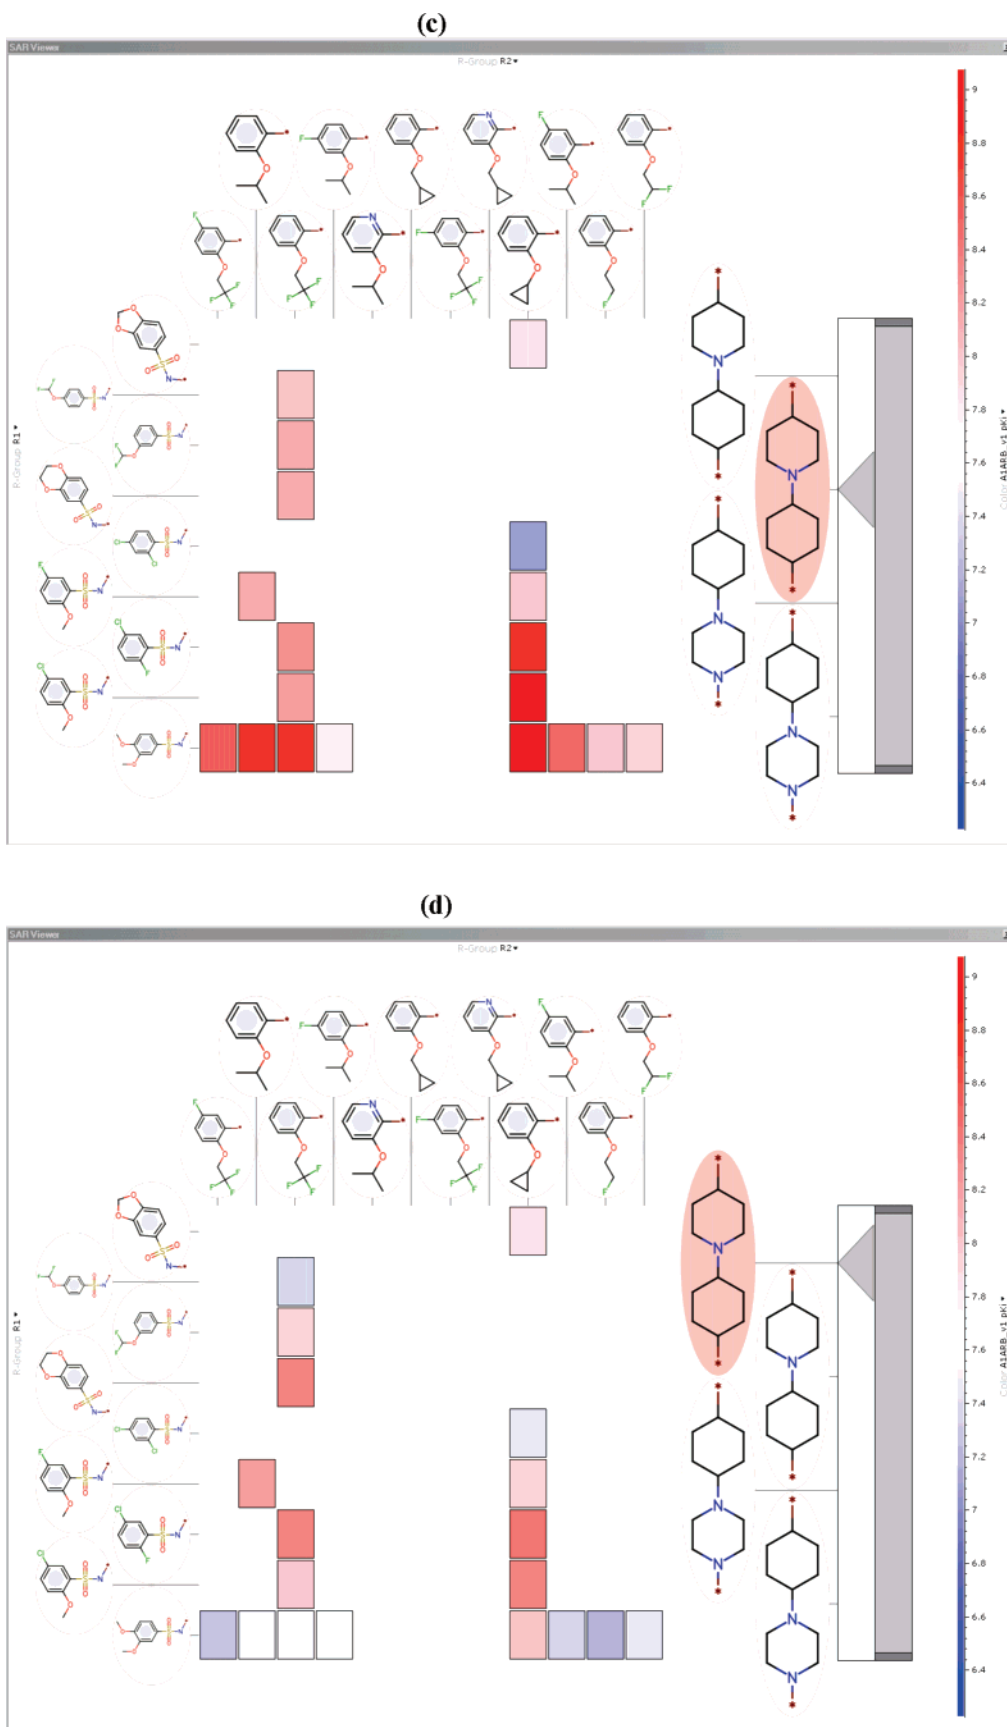 (c)
SAR Viewer
R-Group R2▾
R-Group R1▾
9
8.8
8.6
8.4
8.2
8
7.8
7.6
7.4
7.2
7
6.8
6.6
6.4
Color A1ARB_v1 pKi▾
(d)
SAR Viewer
R-Group R2▾
R-Group R1▾
9
8.8
8.6
8.4
8.2
8
7.8
7.6
7.4
7.2
7
6.8
6.6
6.4
Color A1ARB_v1 pKi▾